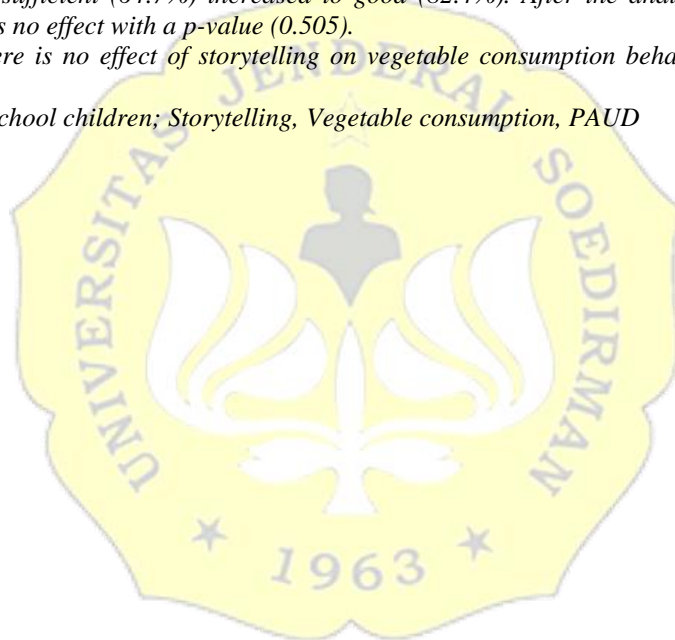 sufficient (64.7%) increased to good (82.4%). After the anal
s no effect with a p-value (0.505).
ere is no effect of storytelling on vegetable consumption beha
school children; Storytelling, Vegetable consumption, PAUD
UNIVERSITAS JENDERAL SOEDIRMAN
1963